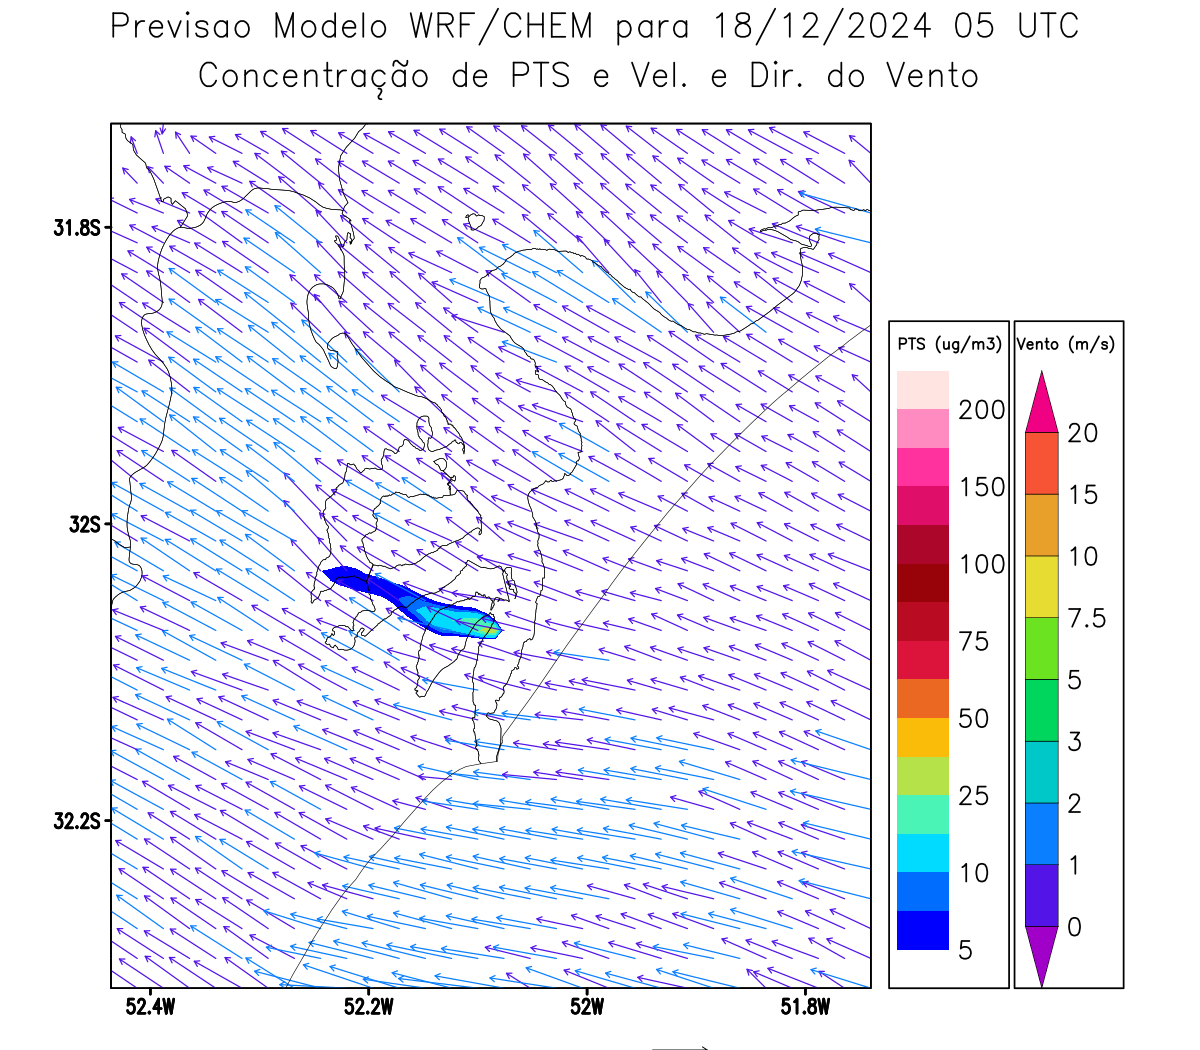 Previsao Modelo WRF/CHEM para 18/12/2024 05 UTC
Concentração de PTS e Vel. e Dir. do Vento
31.8S
32S
32.2S
52.4W
52.2W
52W
51.8W
PTS (ug/m3)
200
150
100
75
50
25
10
5
Vento (m/s)
20
15
10
7.5
5
3
2
1
0